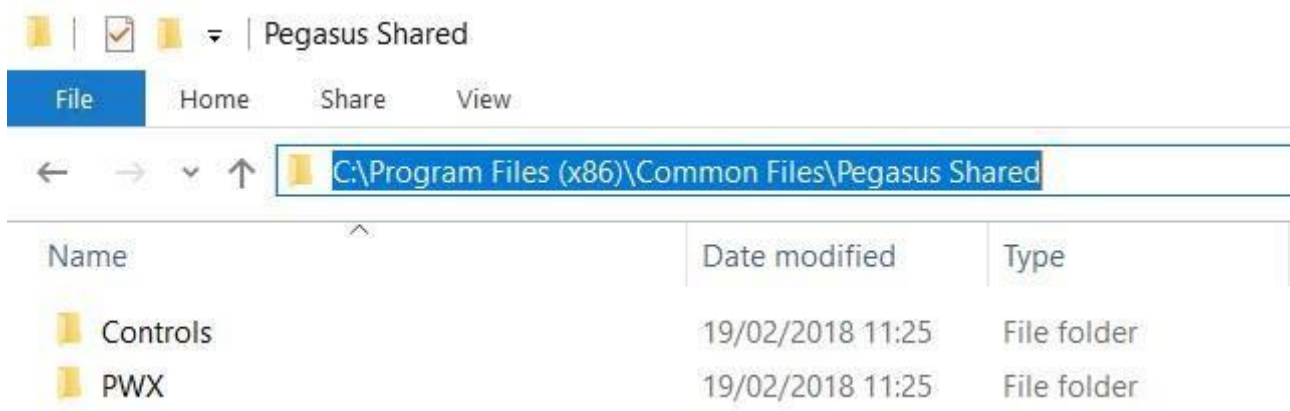 Pegasus Shared
File Home Share View
C:\Program Files (x86)\Common Files\Pegasus Shared
Name Date modified Type
Controls 19/02/2018 11:25 File folder
PWX 19/02/2018 11:25 File folder